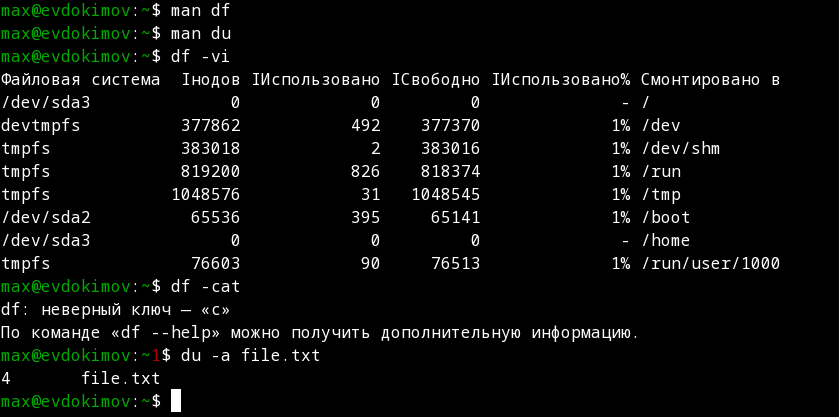 max@evdokimov:~$ man df
max@evdokimov:~$ man du
max@evdokimov:~$ df -vi
Файловая система  Iнодов IИспользовано IСвободно IИспользовано% Смонтировано в
/dev/sda3              0             0         0              - /
devtmpfs          377862           492    377370             1% /dev
tmpfs             383018             2    383016             1% /dev/shm
tmpfs             819200           826    818374             1% /run
tmpfs            1048576            31   1048545             1% /tmp
/dev/sda2          65536           395     65141             1% /boot
/dev/sda3              0             0         0              - /home
tmpfs              76603            90     76513             1% /run/user/1000
max@evdokimov:~$ df -cat
df: неверный ключ — «c»
По команде «df --help» можно получить дополнительную информацию.
max@evdokimov:~1$ du -a file.txt
4       file.txt
max@evdokimov:~$